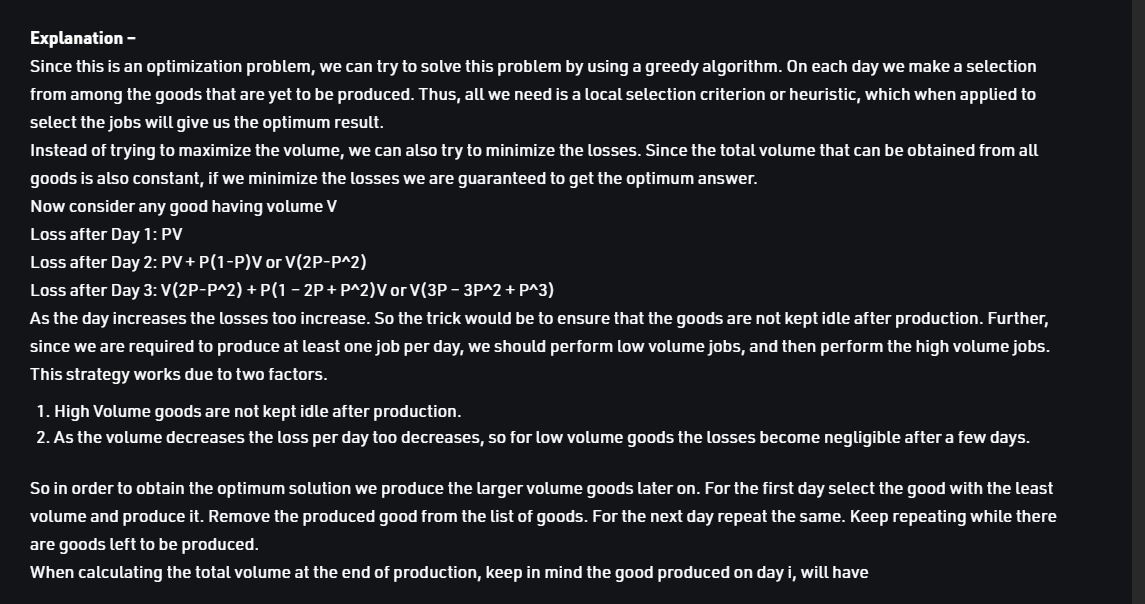 Explanation –
Since this is an optimization problem, we can try to solve this problem by using a greedy algorithm. On each day we make a selection
from among the goods that are yet to be produced. Thus, all we need is a local selection criterion or heuristic, which when applied to
select the jobs will give us the optimum result.
Instead of trying to maximize the volume, we can also try to minimize the losses. Since the total volume that can be obtained from all
goods is also constant, if we minimize the losses we are guaranteed to get the optimum answer.
Now consider any good having volume V
Loss after Day 1: PV
Loss after Day 2: PV + P(1-P)V or V(2P-P^2)
Loss after Day 3: V(2P-P^2) + P(1 – 2P + P^2)V or V(3P – 3P^2 + P^3)
As the day increases the losses too increase. So the trick would be to ensure that the goods are not kept idle after production. Further,
since we are required to produce at least one job per day, we should perform low volume jobs, and then perform the high volume jobs.
This strategy works due to two factors.
1. High Volume goods are not kept idle after production.
2. As the volume decreases the loss per day too decreases, so for low volume goods the losses become negligible after a few days.
So in order to obtain the optimum solution we produce the larger volume goods later on. For the first day select the good with the least
volume and produce it. Remove the produced good from the list of goods. For the next day repeat the same. Keep repeating while there
are goods left to be produced.
When calculating the total volume at the end of production, keep in mind the good produced on day i, will have